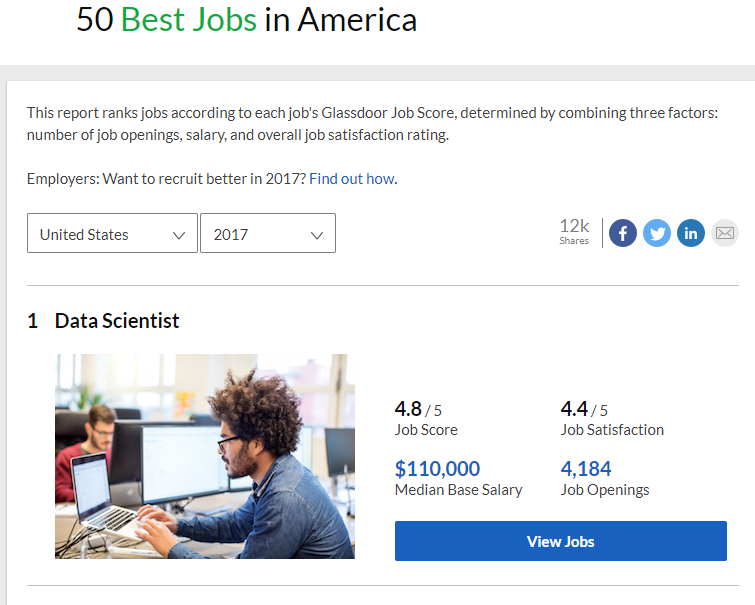 50 Best Jobs in America
This report ranks jobs according to each job's Glassdoor Job Score, determined by combining three factors:
number of job openings, salary, and overall job satisfaction rating.
Employers: Want to recruit better in 2017? Find out how.
United States
2017
12k
Shares
1 Data Scientist
4.8 / 5
Job Score
4.4 / 5
Job Satisfaction
$110,000
Median Base Salary
4,184
Job Openings
View Jobs